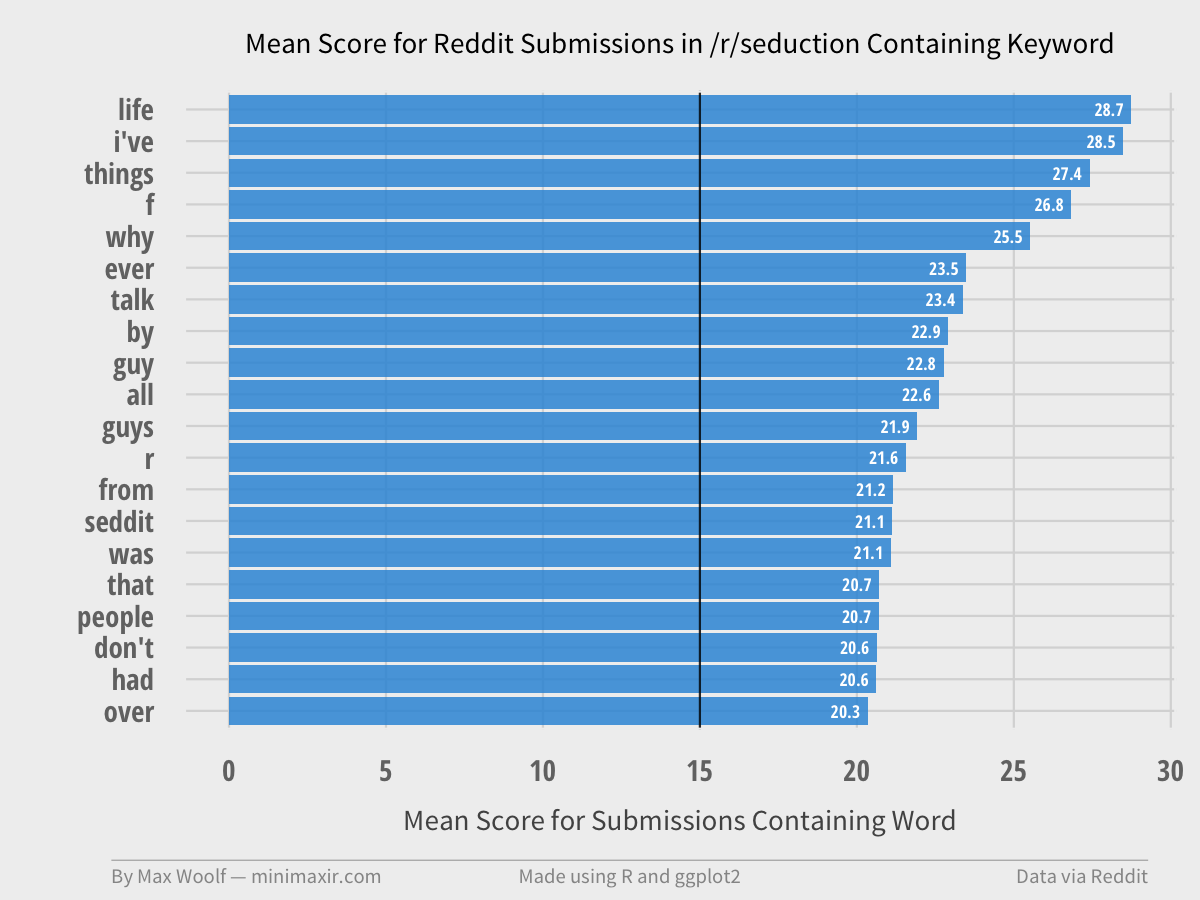 Mean Score for Reddit Submissions in /r/seduction Containing Keyword
life 28.7
i've 28.5
things 27.4
f 26.8
why 25.5
ever 23.5
talk 23.4
by 22.9
guy 22.8
all 22.6
guys 21.9
r 21.6
from 21.2
seddit 21.1
was 21.1
that 20.7
people 20.7
don't 20.6
had 20.6
over 20.3
0 5 10 15 20 25 30
Mean Score for Submissions Containing Word
By Max Woolf — minimaxir.com Made using R and ggplot2 Data via Reddit